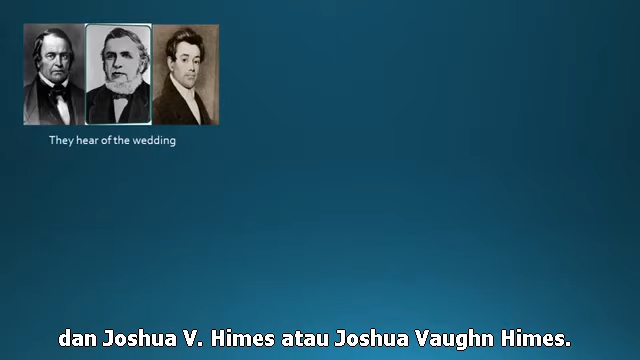 They hear of the wedding
dan Joshua V. Himes atau Joshua Vaughn Himes.